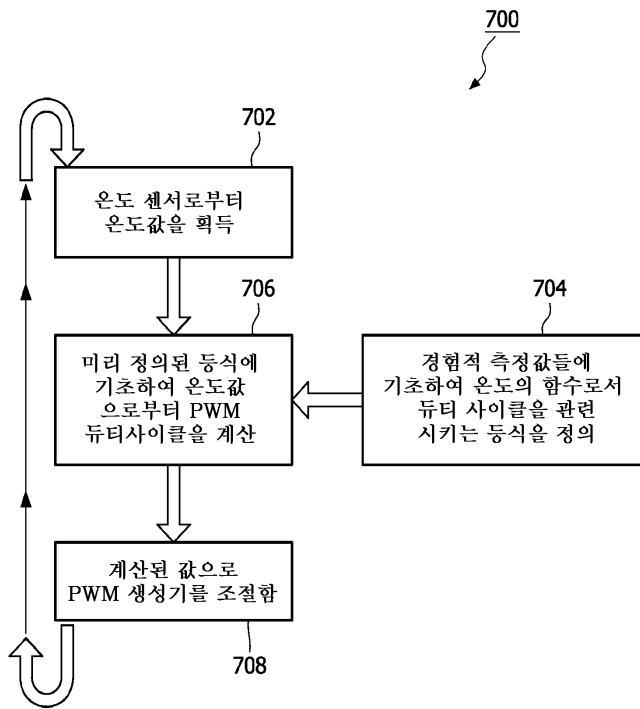 700
702
온도 센서로부터
온도값을 획득
706
미리 정의된 등식에
기초하여 온도값
으로부터 PWM
듀티사이클을 계산
704
경험적 측정값들에
기초하여 온도의 함수로서
듀티 사이클을 관련
시키는 등식을 정의
계산된 값으로
PWM 생성기를 조절함
708